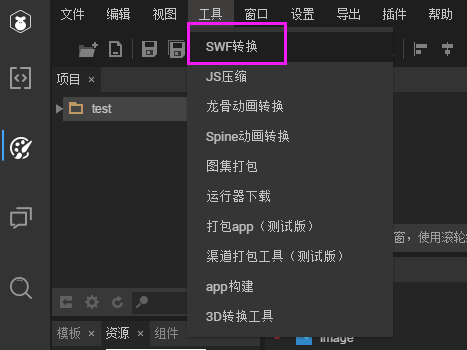 文件 编辑 视图 工具 窗口 设置 导出 插件 帮助
SWF转换
项目 ×
JS压缩
test
龙骨动画转换
Spine动画转换
图集打包
运行器下载
打包app（测试版）
窗，使用滚轮
渠道打包工具（测试版）
app构建
3D转换工具
模板 × 资源 × 组件
image